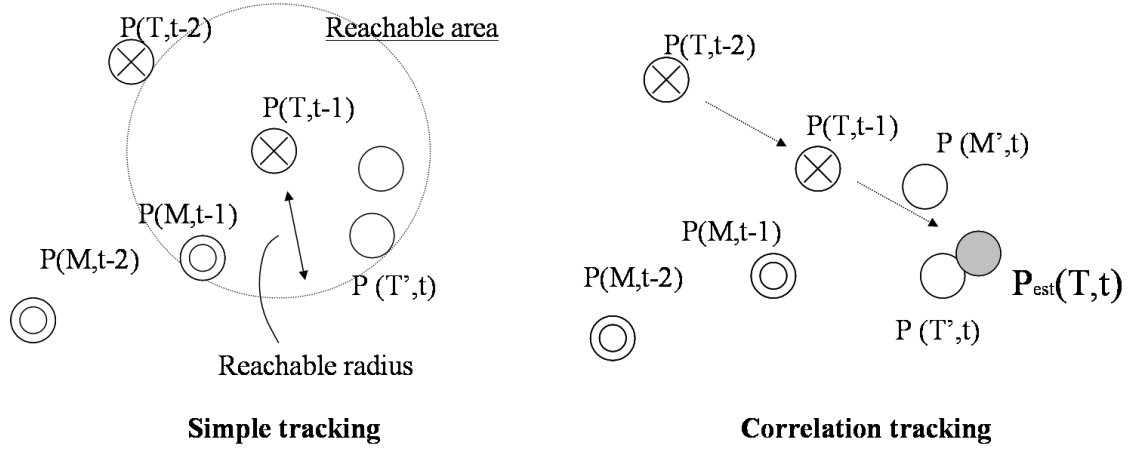 P(T,t-2)
Reachable area
P(T,t-1)
P(M,t-1)
P(M,t-2)
P (T’,t)
Reachable radius
Simple tracking
P(T,t-2)
P(T,t-1)
P (M’,t)
P(M,t-1)
P(M,t-2)
Pest(T,t)
P (T’,t)
Correlation tracking